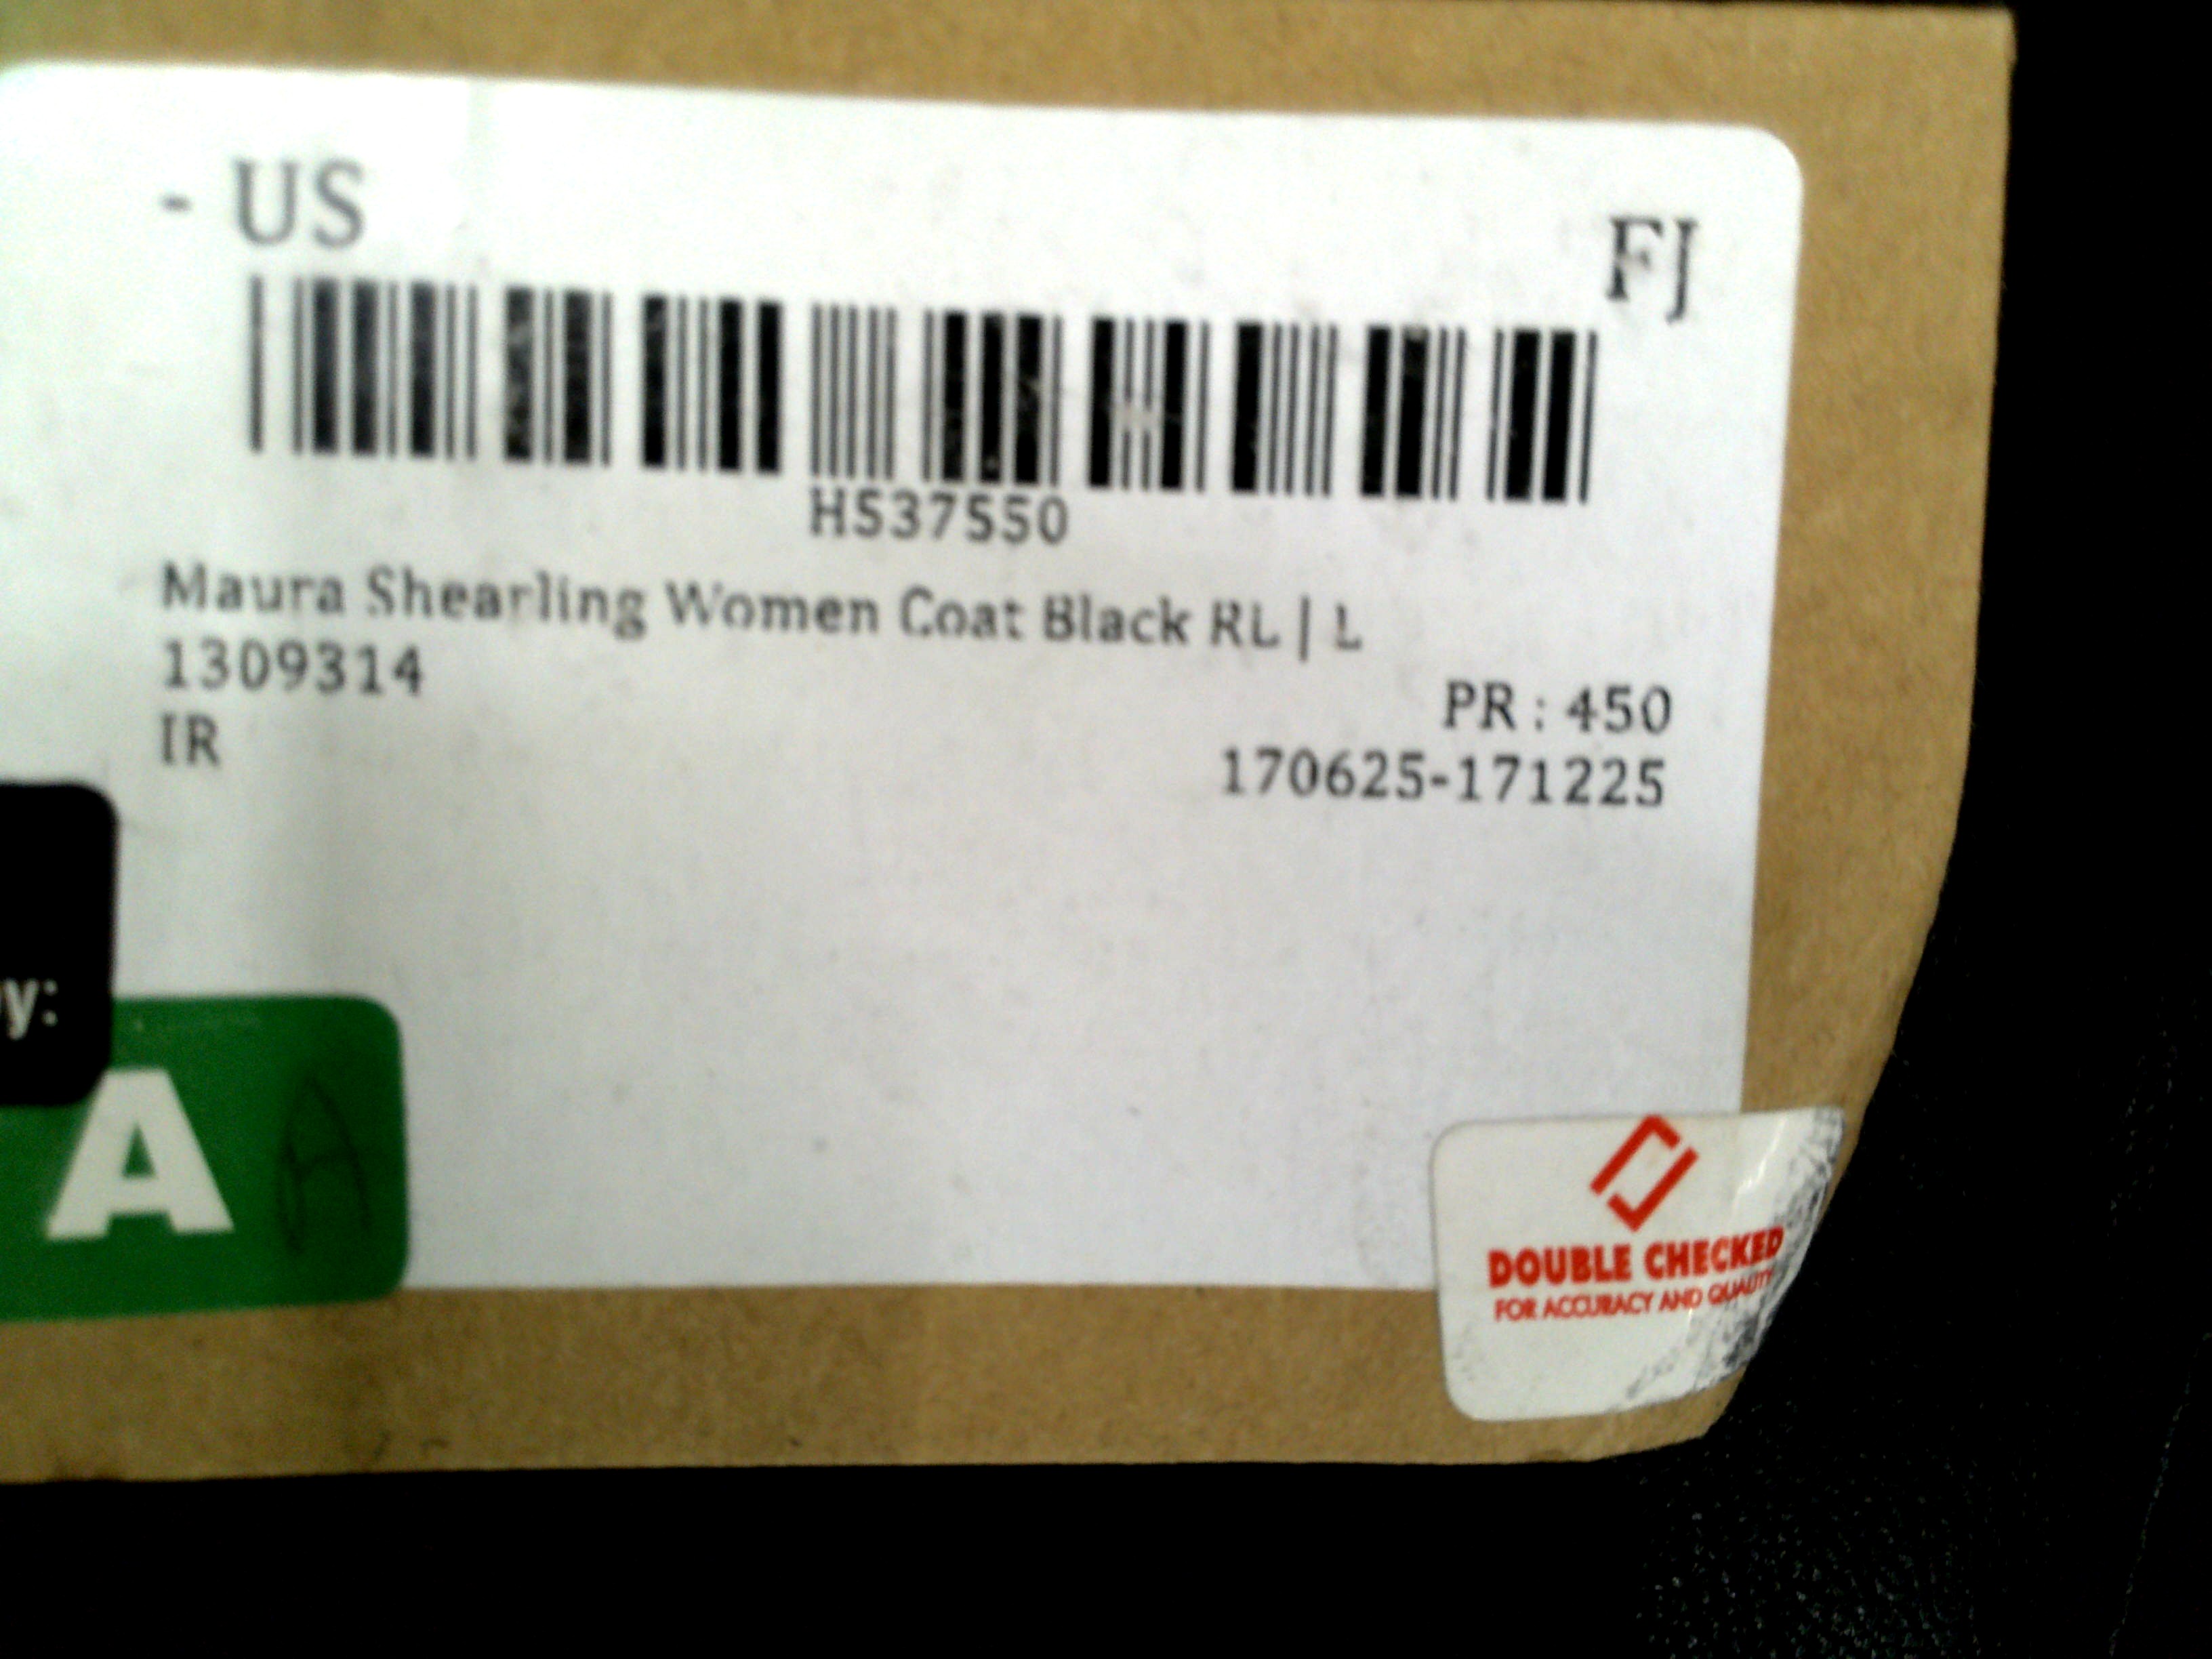 - US
FJ
H537550
Maura Shearling Women Coat Black RL | L
1309314
PR : 450
IR
170625-171225
y:
A
A
DOUBLE CHECKED
FOR ACCURACY AND QUALITY